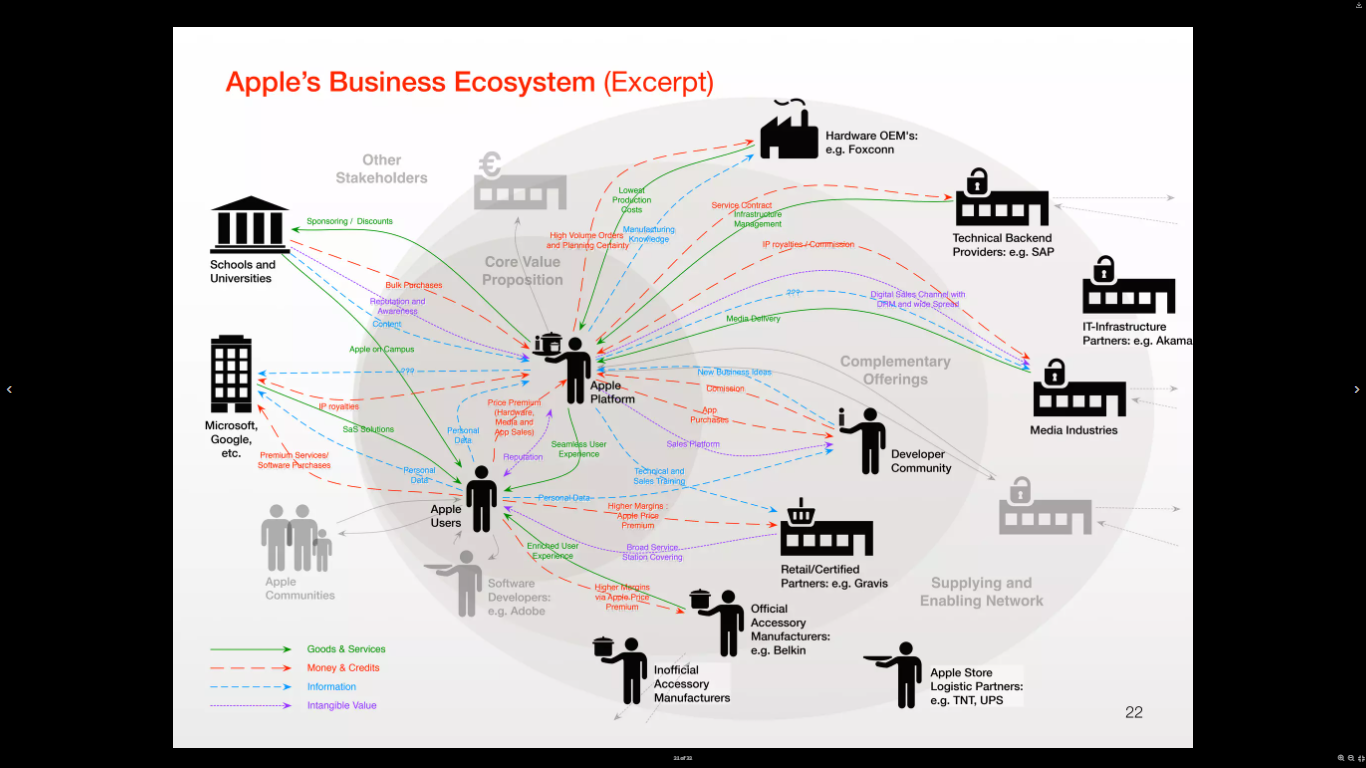 Apple's Business Ecosystem (Excerpt)
Other
Stakeholders
€
Hardware OEM's:
e.g. Foxconn
Lowest
Production
Costs
Service Contract
Infrastructure
Management
Technical Backend
Providers: e.g. SAP
Sponsoring / Discounts
High Volume Orders
and Planning Certainty
Manufacturing
Knowledge
IP royalties / Commission
Schools and
Universities
Core Value
Proposition
Bulk Purchases
Reputation and
Awareness
Content
???
Digital Sales Channel with
DRM and wide Spread
Media Delivery
IT-Infrastructure
Partners: e.g. Akama
Apple on Campus
???
Apple
Platform
New Business Ideas
Comission
App
Purchases
Complementary
Offerings
IP royalties
SaS Solutions
Microsoft,
Google,
etc.
Price Premium
(Hardware,
Media and
App Sales)
Personal
Data
Reputation
Seamless User
Experience
Sales Platform
Media Industries
Developer
Community
Premium Services/
Software Purchases
Personal
Data
Technical and
Sales Training
Personal Data
Apple
Users
Higher Margins :
Apple Price
Premium
Enriched User
Experience
Broad Service
Station Covering
Retail/Certified
Partners: e.g. Gravis
Apple
Communities
Software
Developers:
e.g. Adobe
Higher Margins
via Apple Price
Premium
Supplying and
Enabling Network
Official
Accessory
Manufacturers:
e.g. Belkin
Inofficial
Accessory
Manufacturers
Apple Store
Logistic Partners:
e.g. TNT, UPS
Goods & Services
Money & Credits
Information
Intangible Value
22
33 of 33